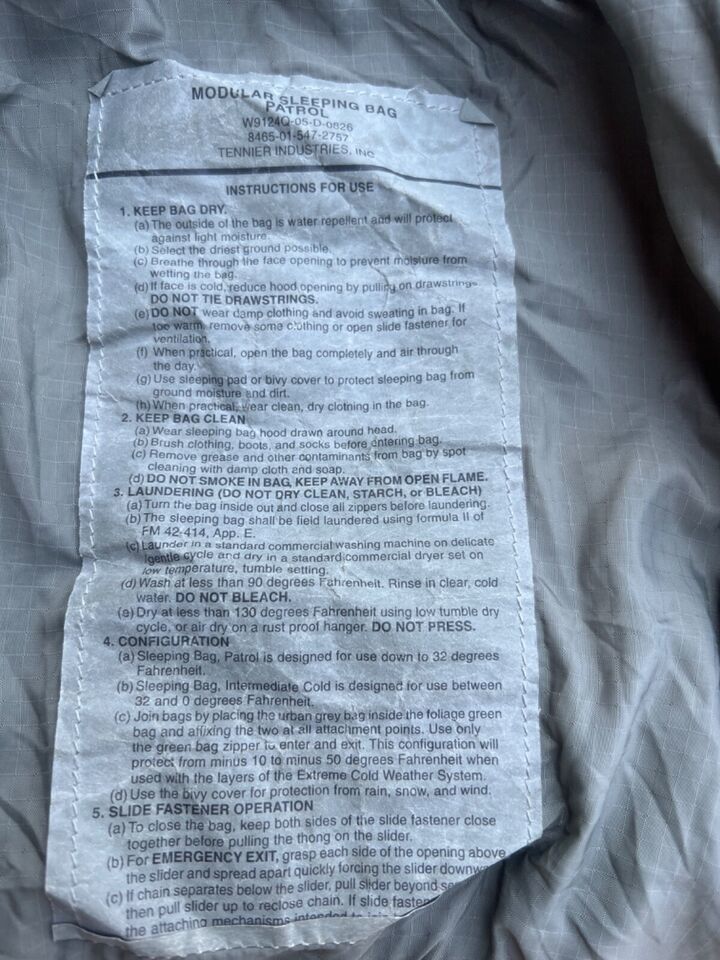 MODULAR SLEEPING BAG
PATROL
W9124Q-05-D-0826
8465-01-547-2757
TENNIER INDUSTRIES, INC
INSTRUCTIONS FOR USE
1. KEEP BAG DRY.
(a) The outside of the bag is water repellent and will protect
against light moisture.
(b) Select the driest ground possible.
(c) Breathe through the face opening to prevent moisture from
wetting the bag.
(d) If face is cold, reduce hood opening by pulling on drawstrings
DO NOT TIE DRAWSTRINGS.
(e) DO NOT wear damp clothing and avoid sweating in bag. If
too warm, remove some clothing or open slide fastener for
ventilation.
(f) When practical, open the bag completely and air through
the day.
(g) Use sleeping pad or bivy cover to protect sleeping bag from
ground moisture and dirt.
(h) When practical, wear clean, dry clothing in the bag.
2. KEEP BAG CLEAN
(a) Wear sleeping bag hood drawn around head.
(b) Brush clothing, boots, and socks before entering bag.
(c) Remove grease and other contaminants from bag by spot
cleaning with damp cloth and soap.
(d) DO NOT SMOKE IN BAG, KEEP AWAY FROM OPEN FLAME.
3. LAUNDERING (DO NOT DRY CLEAN, STARCH, or BLEACH)
(a) Turn the bag inside out and close all zippers before laundering.
(b) The sleeping bag shall be field laundered using formula II of
FM 42-414, App. E.
(c) Launder in a standard commercial washing machine on delicate
gentle cycle and dry in a standard commercial dryer set on
low temperature, tumble setting.
(d) Wash at less than 90 degrees Fahrenheit. Rinse in clear, cold
water. DO NOT BLEACH.
(e) Dry at less than 130 degrees Fahrenheit using low tumble dry
cycle, or air dry on a rust proof hanger. DO NOT PRESS.
4. CONFIGURATION
(a) Sleeping Bag, Patrol is designed for use down to 32 degrees
Fahrenheit.
(b) Sleeping Bag, Intermediate Cold is designed for use between
32 and 0 degrees Fahrenheit.
(c) Join bags by placing the urban grey bag inside the foliage green
bag and affixing the two at all attachment points. Use only
the green bag zipper to enter and exit. This configuration will
protect from minus 10 to minus 50 degrees Fahrenheit when
used with the layers of the Extreme Cold Weather System.
(d) Use the bivy cover for protection from rain, snow, and wind.
5. SLIDE FASTENER OPERATION
(a) To close the bag, keep both sides of the slide fastener close
together before pulling the thong on the slider.
(b) For EMERGENCY EXIT, grasp each side of the opening above
the slider and spread apart quickly forcing the slider
(c) If chain separates below the slider, pull slider beyond
then pull slider up to reclose chain. If slide
the attaching mechanisms intended to